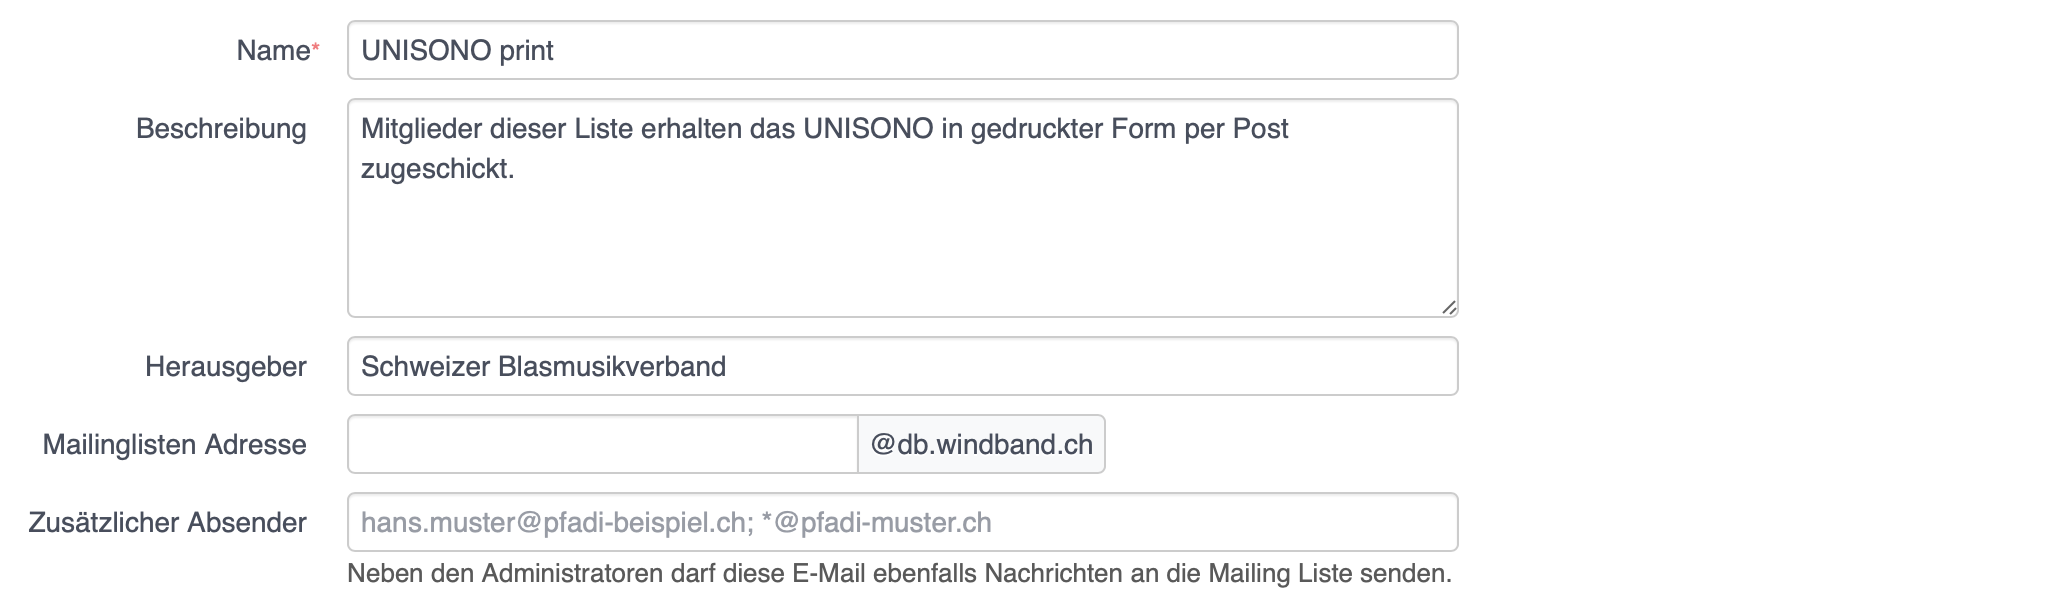 Name* UNISONO print
Beschreibung Mitglieder dieser Liste erhalten das UNISONO in gedruckter Form per Post
zugeschickt.
Herausgeber Schweizer Blasmusikverband
Mailinglisten Adresse @db.windband.ch
Zusätzlicher Absender hans.muster@pfadi-beispiel.ch; *@pfadi-muster.ch
Neben den Administratoren darf diese E-Mail ebenfalls Nachrichten an die Mailing Liste senden.